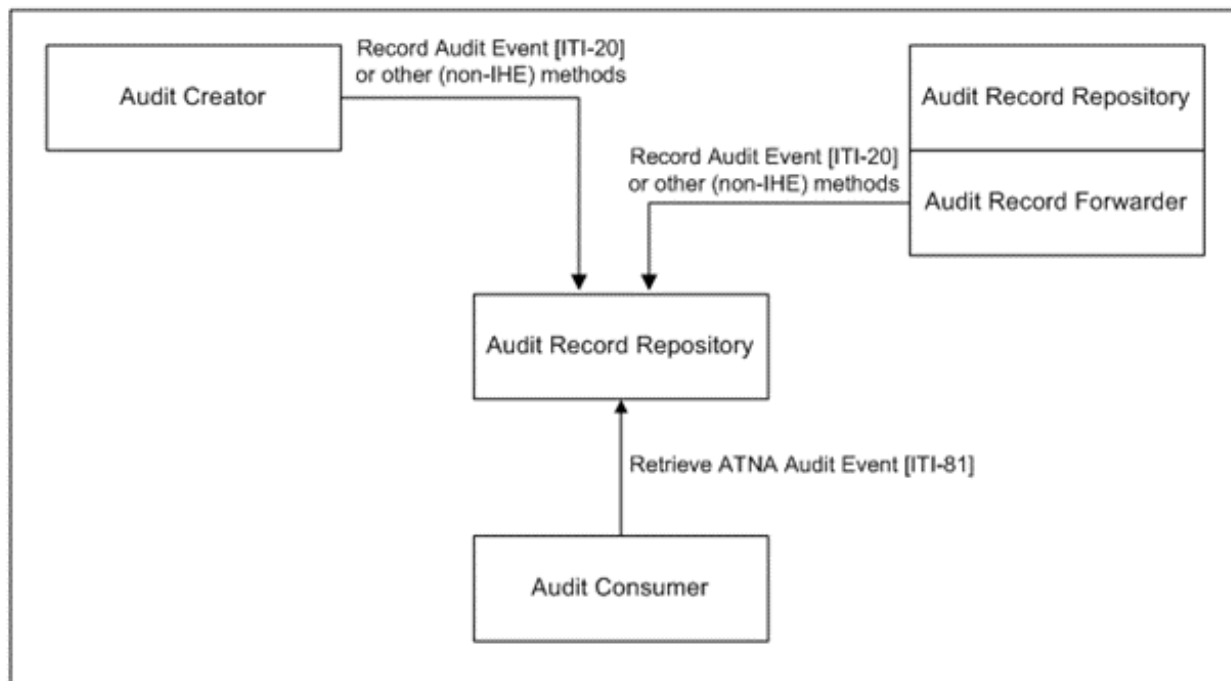 Record Audit Event [ITI-20]
or other (non-IHE) methods
Audit Creator
Audit Record Repository
Record Audit Event [ITI-20]
or other (non-IHE) methods
Audit Record Forwarder
Audit Record Repository
Retrieve ATNA Audit Event [ITI-81]
Audit Consumer